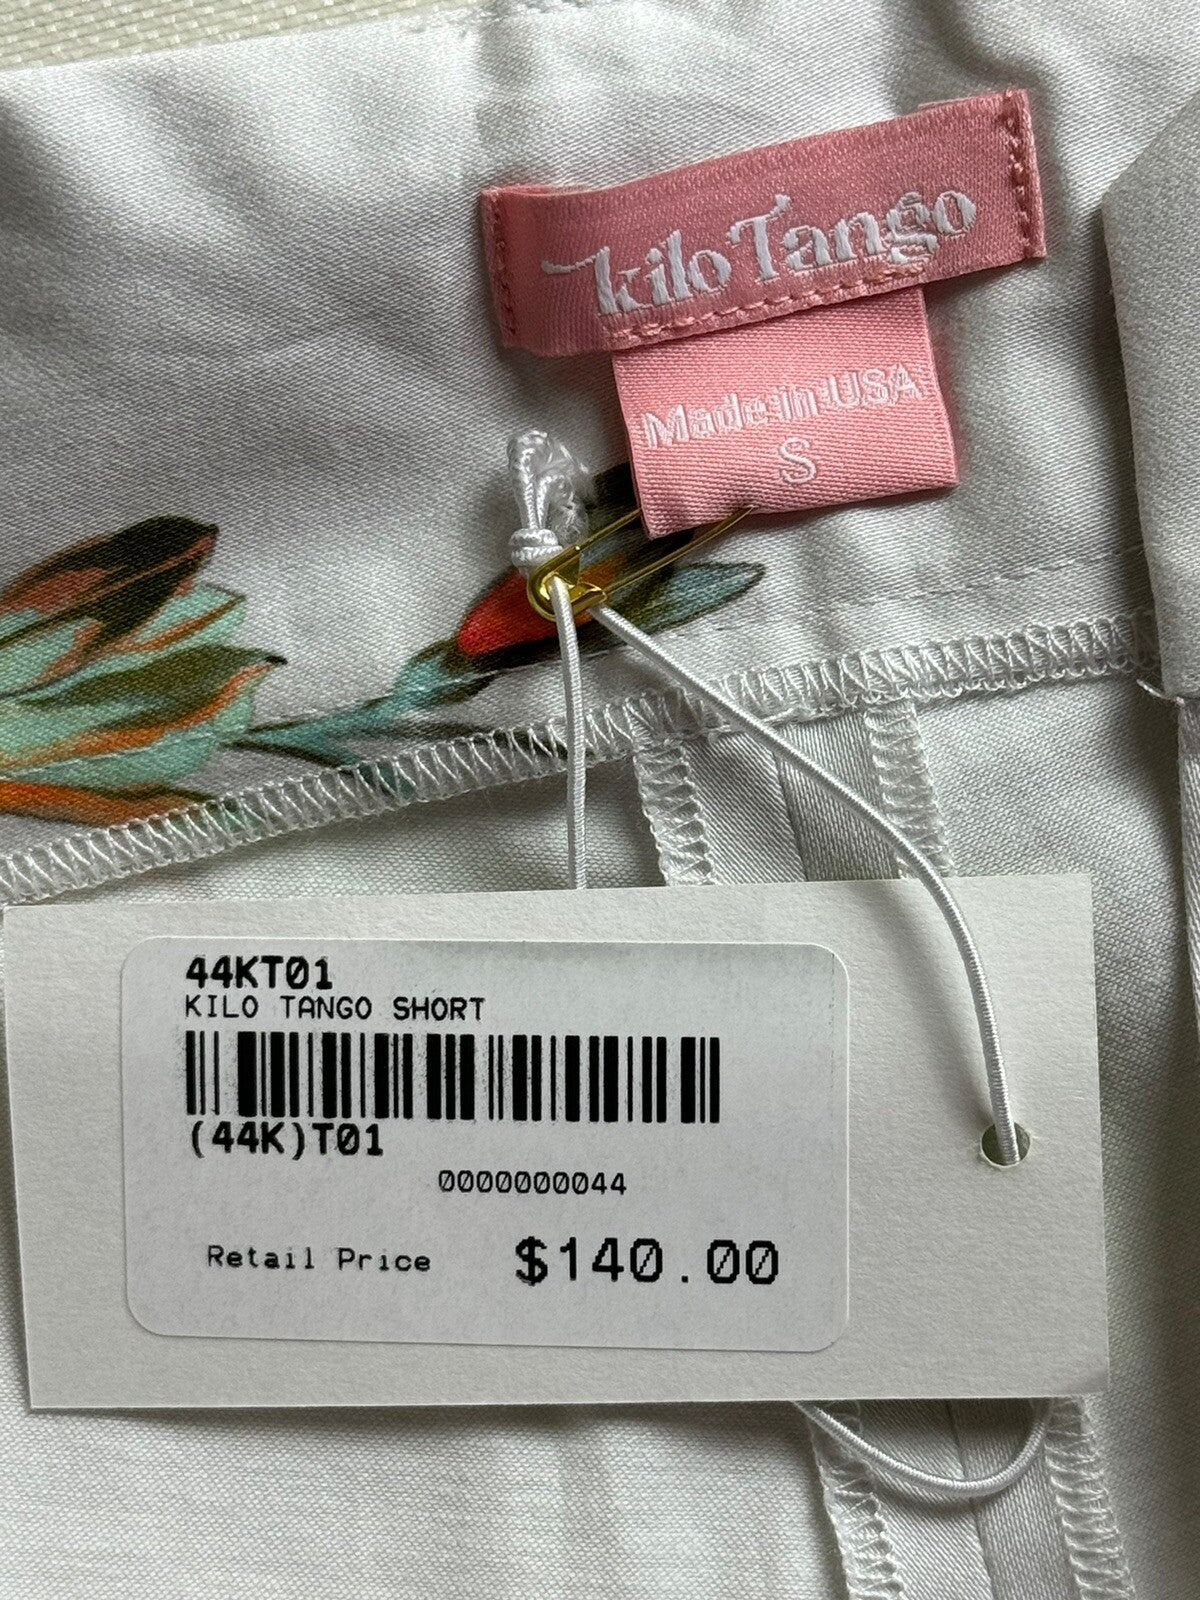 kilo Tango
Made in USA
S
44KT01
KILO TANGO SHORT
(44K)T01
0000000044
Retail Price $140.00